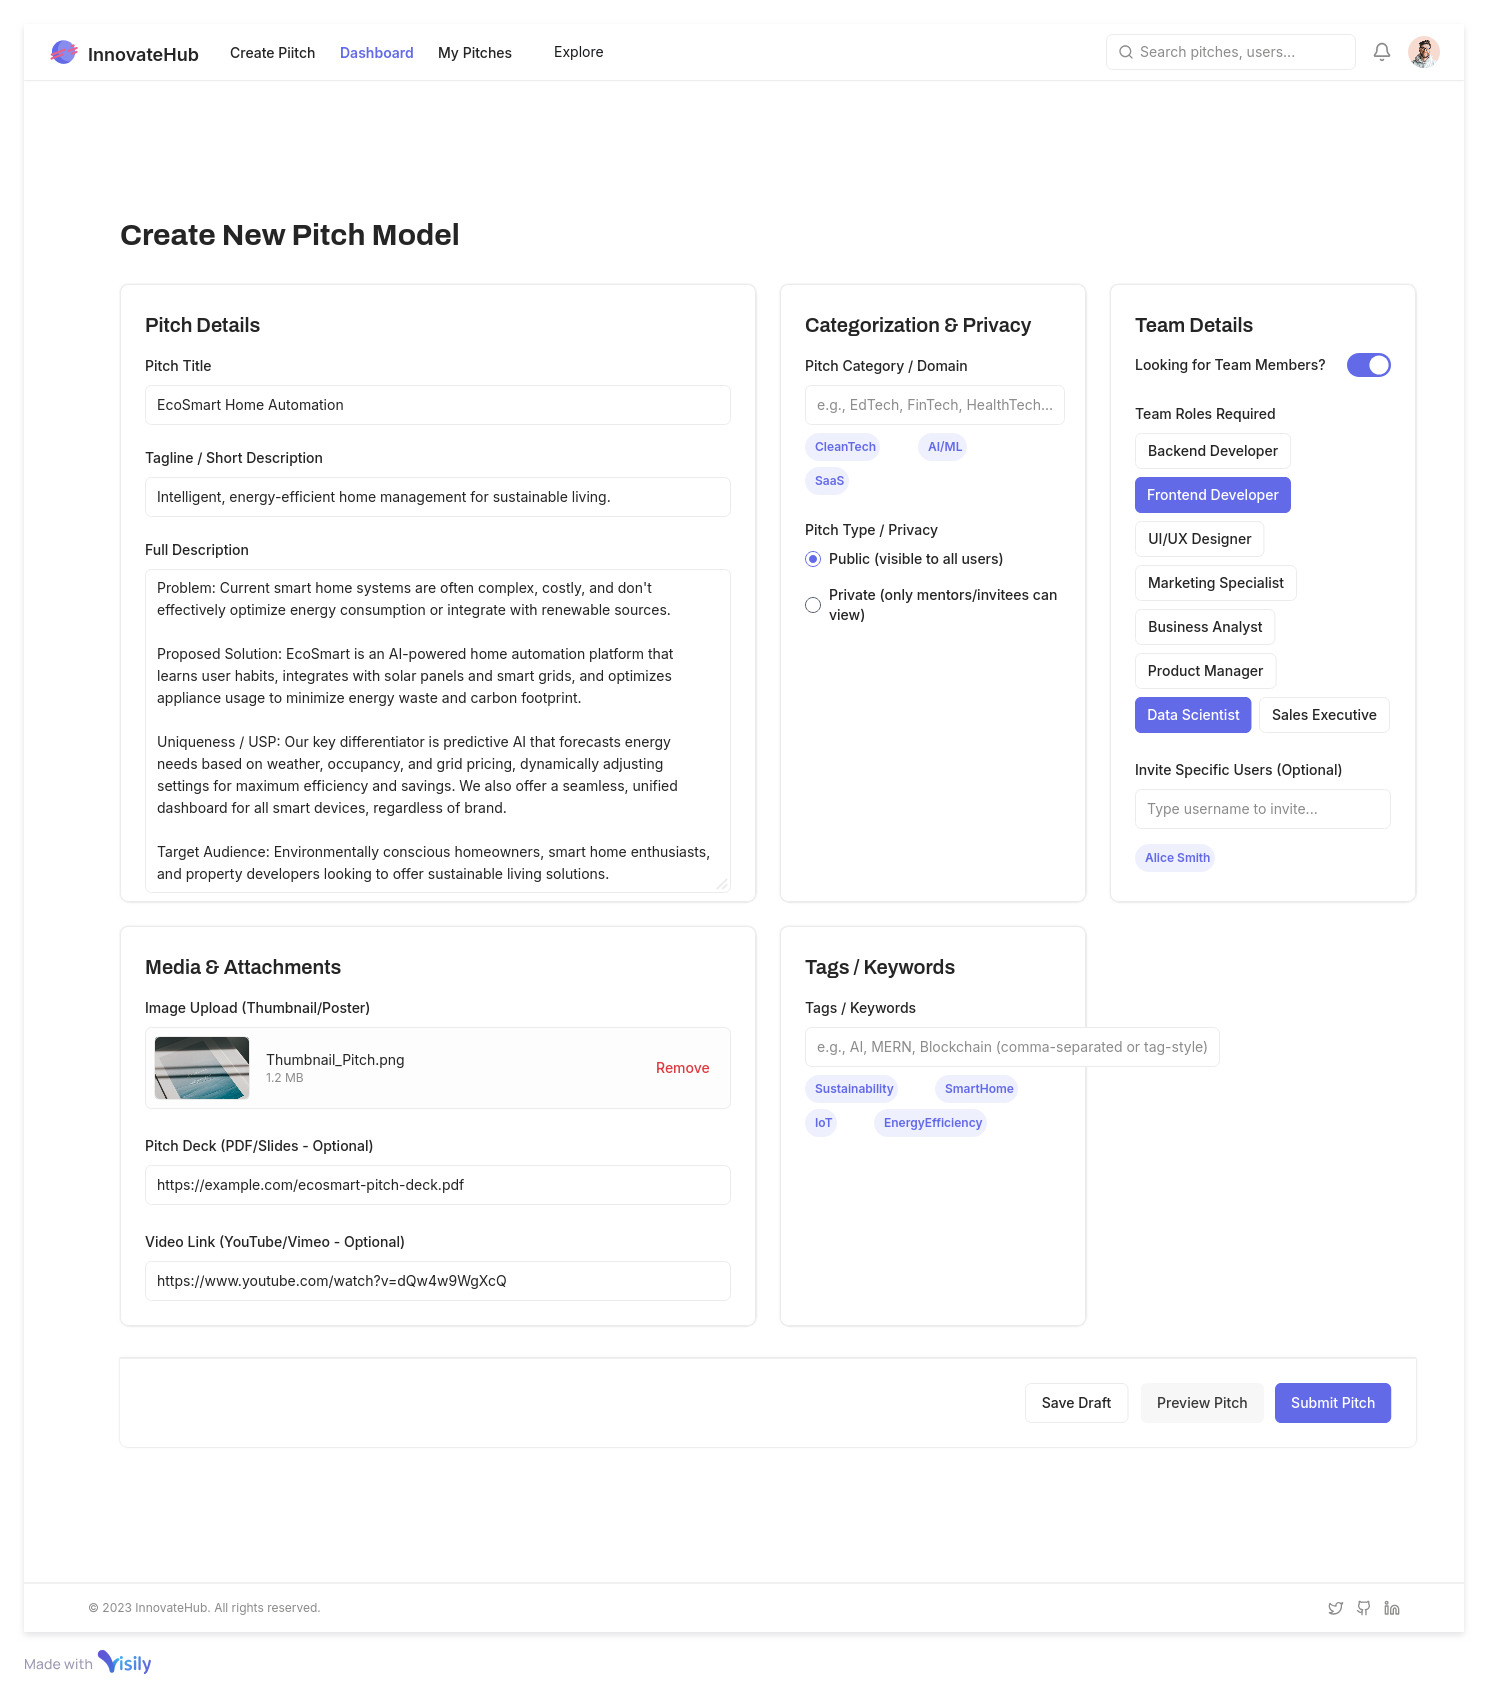 InnovateHub
Create Piitch
Dashboard
My Pitches
Explore
Search pitches, users...
Create New Pitch Model
Pitch Details
Pitch Title
EcoSmart Home Automation
Tagline / Short Description
Intelligent, energy-efficient home management for sustainable living.
Full Description
Problem: Current smart home systems are often complex, costly, and don't
effectively optimize energy consumption or integrate with renewable sources.
Proposed Solution: EcoSmart is an AI-powered home automation platform that
learns user habits, integrates with solar panels and smart grids, and optimizes
appliance usage to minimize energy waste and carbon footprint.
Uniqueness / USP: Our key differentiator is predictive AI that forecasts energy
needs based on weather, occupancy, and grid pricing, dynamically adjusting
settings for maximum efficiency and savings. We also offer a seamless, unified
dashboard for all smart devices, regardless of brand.
Target Audience: Environmentally conscious homeowners, smart home enthusiasts,
and property developers looking to offer sustainable living solutions.
Categorization & Privacy
Pitch Category / Domain
e.g., EdTech, FinTech, HealthTech...
CleanTech
AI/ML
SaaS
Pitch Type / Privacy
Public (visible to all users)
Private (only mentors/invitees can
view)
Team Details
Looking for Team Members?
Team Roles Required
Backend Developer
Frontend Developer
UI/UX Designer
Marketing Specialist
Business Analyst
Product Manager
Data Scientist
Sales Executive
Invite Specific Users (Optional)
Type username to invite...
Alice Smith
Media & Attachments
Image Upload (Thumbnail/Poster)
Thumbnail_Pitch.png
1.2 MB
Remove
Pitch Deck (PDF/Slides - Optional)
https://example.com/ecosmart-pitch-deck.pdf
Video Link (YouTube/Vimeo - Optional)
https://www.youtube.com/watch?v=dQw4w9WgXcQ
Tags / Keywords
Tags / Keywords
e.g., AI, MERN, Blockchain (comma-separated or tag-style)
Sustainability
SmartHome
IoT
EnergyEfficiency
Save Draft
Preview Pitch
Submit Pitch
© 2023 InnovateHub. All rights reserved.
Made with Visily